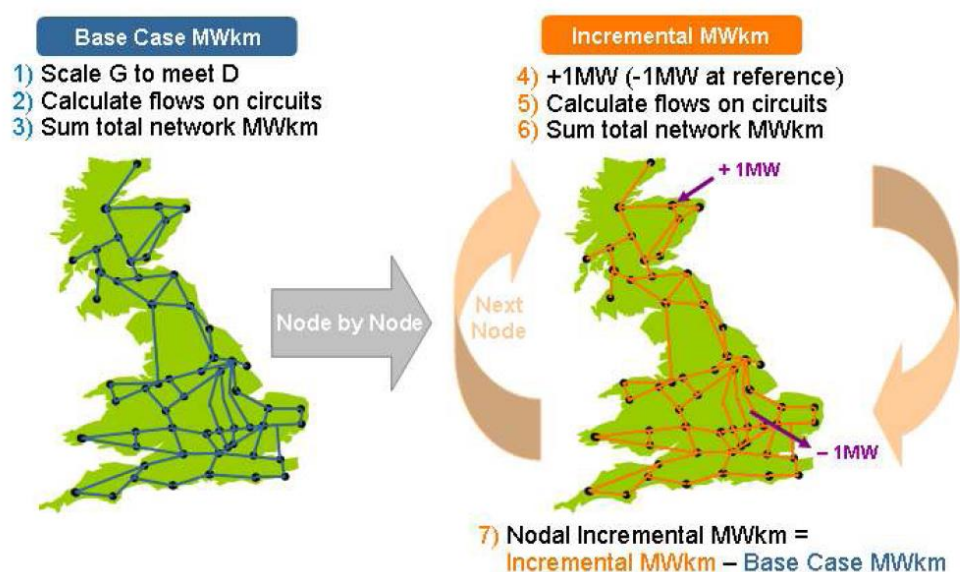 Base Case MWkm
1) Scale G to meet D
2) Calculate flows on circuits
3) Sum total network MWkm
Incremental MWkm
4) +1MW (-1MW at reference)
5) Calculate flows on circuits
6) Sum total network MWkm
+ 1MW
Node by Node
Next
Node
– 1MW
7) Nodal Incremental MWkm =
Incremental MWkm – Base Case MWkm